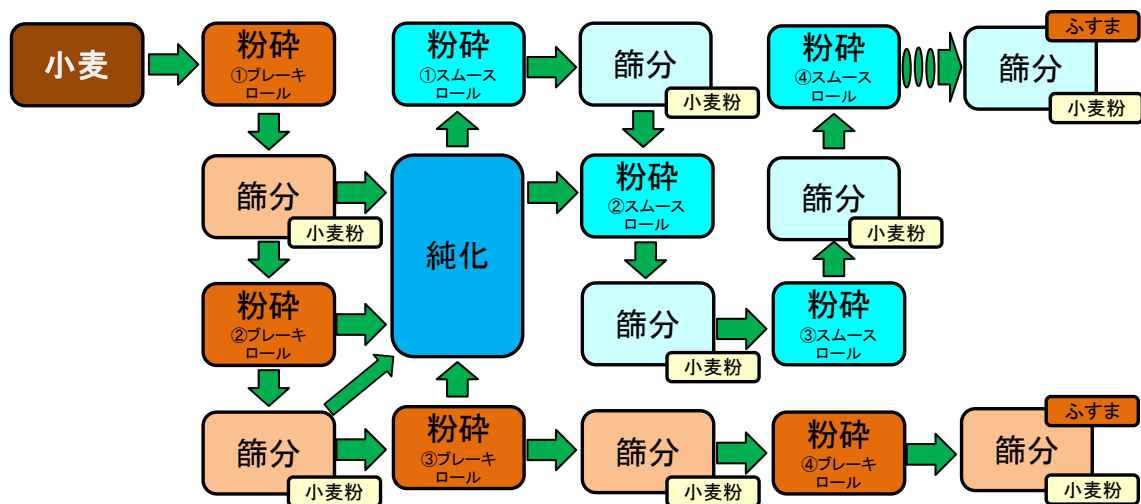 小麦
粉砕
①ブレーキ
ロール
粉砕
①スムース
ロール
篩分
小麦粉
粉砕
④スムース
ロール
ふすま
篩分
小麦粉
篩分
小麦粉
純化
粉砕
②スムース
ロール
篩分
小麦粉
粉砕
②ブレーキ
ロール
篩分
小麦粉
粉砕
③スムース
ロール
篩分
小麦粉
粉砕
③ブレーキ
ロール
篩分
小麦粉
粉砕
④ブレーキ
ロール
ふすま
篩分
小麦粉